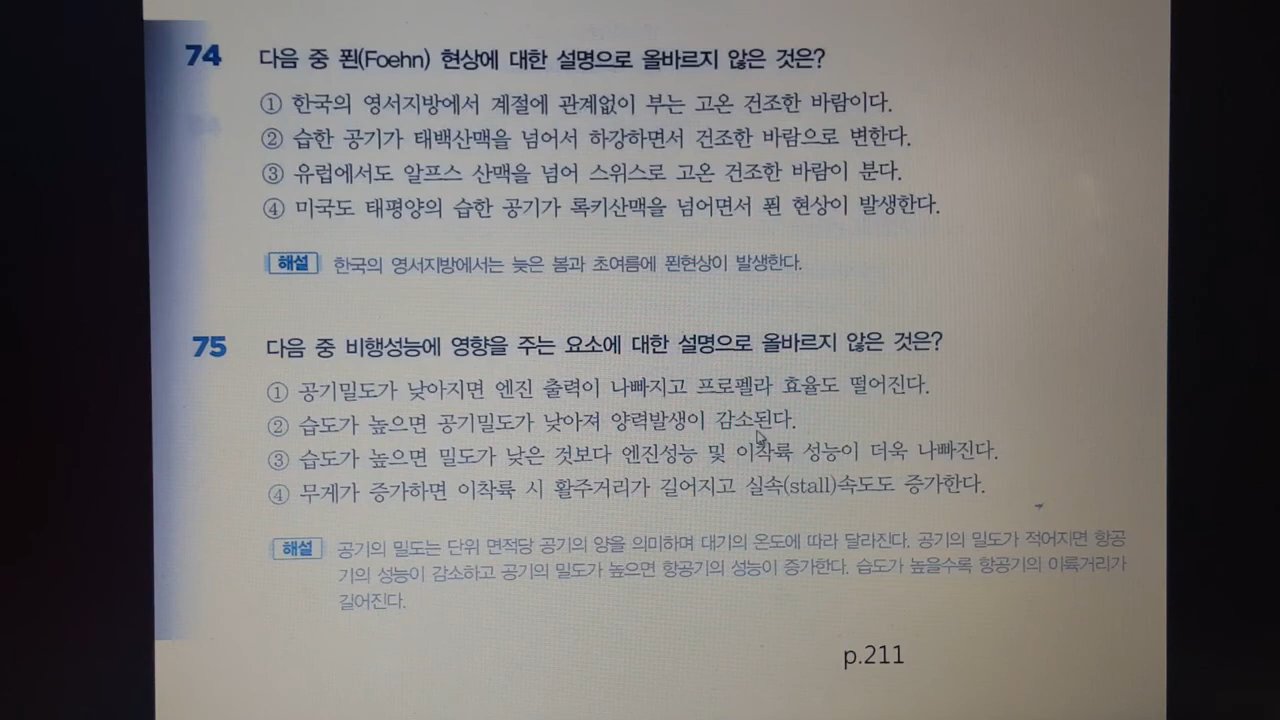 74 다음 중 푄(Foehn) 현상에 대한 설명으로 올바르지 않은 것은?
① 한국의 영서지방에서 계절에 관계없이 부는 고온 건조한 바람이다.
② 습한 공기가 태백산맥을 넘어서 하강하면서 건조한 바람으로 변한다.
③ 유럽에서도 알프스 산맥을 넘어 스위스로 고온 건조한 바람이 분다.
④ 미국도 태평양의 습한 공기가 록키산맥을 넘어면서 푄 현상이 발생한다.
해설 한국의 영서지방에서는 늦은 봄과 초여름에 푄현상이 발생한다.
75 다음 중 비행성능에 영향을 주는 요소에 대한 설명으로 올바르지 않은 것은?
① 공기밀도가 낮아지면 엔진 출력이 나빠지고 프로펠라 효율도 떨어진다.
② 습도가 높으면 공기밀도가 낮아져 양력발생이 감소된다.
③ 습도가 높으면 밀도가 낮은 것보다 엔진성능 및 이착륙 성능이 더욱 나빠진다.
④ 무게가 증가하면 이착륙 시 활주거리가 길어지고 실속(stall)속도도 증가한다.
해설 공기의 밀도는 단위 면적당 공기의 양을 의미하며 대기의 온도에 따라 달라진다. 공기의 밀도가 적어지면 항공
기의 성능이 감소하고 공기의 밀도가 높으면 항공기의 성능이 증가한다. 습도가 높을수록 항공기의 이륙거리가
길어진다.
p.211